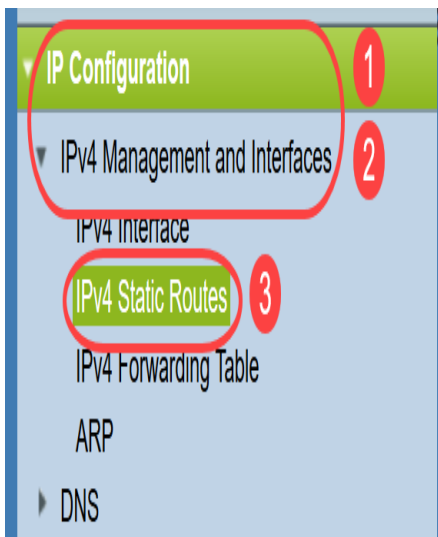 IP Configuration 1
IPv4 Management and Interfaces 2
IPv4 Interface
IPv4 Static Routes 3
IPv4 Forwarding Table
ARP
DNS